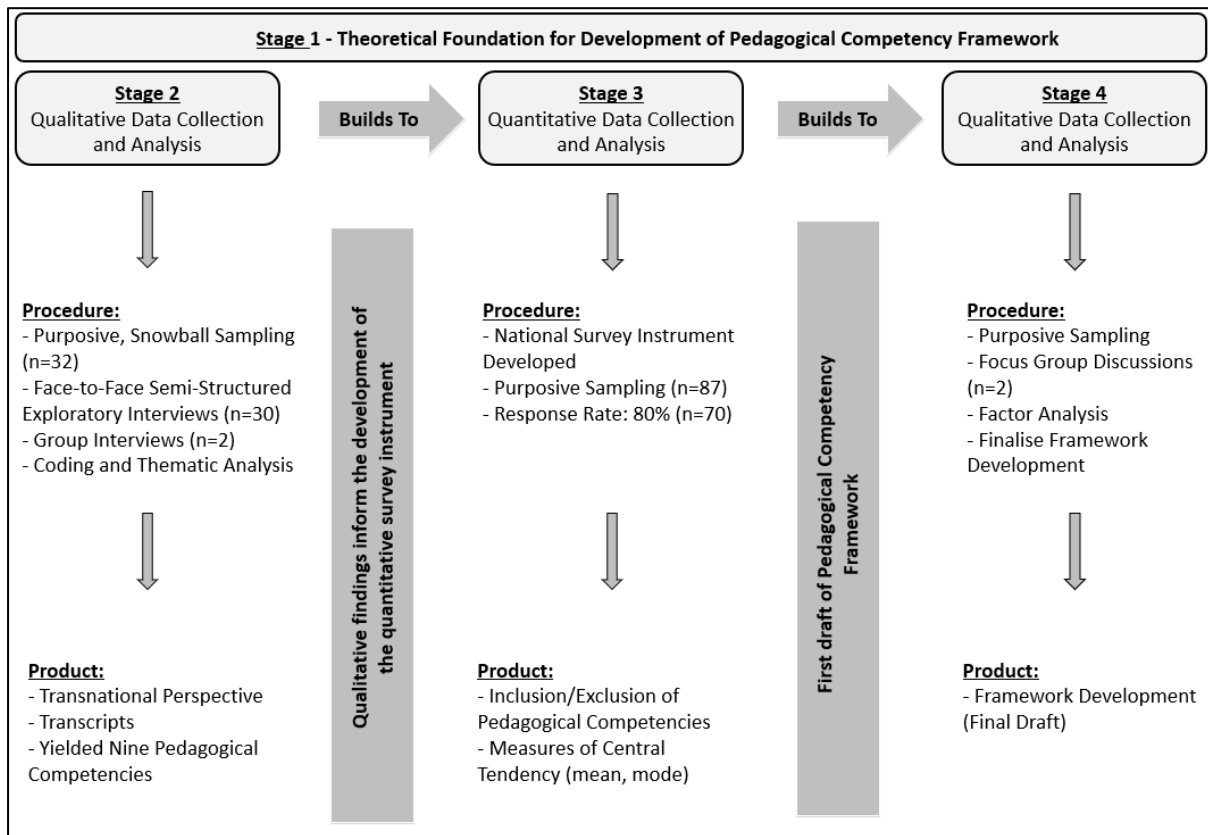 Stage 1 - Theoretical Foundation for Development of Pedagogical Competency Framework
Stage 2
Qualitative Data Collection
and Analysis
Builds To
Stage 3
Quantitative Data Collection
and Analysis
Builds To
Stage 4
Qualitative Data Collection
and Analysis
Procedure:
- Purposive, Snowball Sampling
(n=32)
- Face-to-Face Semi-Structured
Exploratory Interviews (n=30)
- Group Interviews (n=2)
- Coding and Thematic Analysis
Product:
- Transnational Perspective
- Transcripts
- Yielded Nine Pedagogical
Competencies
Qualitative findings inform the development of
the quantitative survey instrument
Procedure:
- National Survey Instrument
Developed
- Purposive Sampling (n=87)
- Response Rate: 80% (n=70)
Product:
- Inclusion/Exclusion of
Pedagogical Competencies
- Measures of Central
Tendency (mean, mode)
First draft of Pedagogical Competency
Framework
Procedure:
- Purposive Sampling
- Focus Group Discussions
(n=2)
- Factor Analysis
- Finalise Framework
Development
Product:
- Framework Development
(Final Draft)